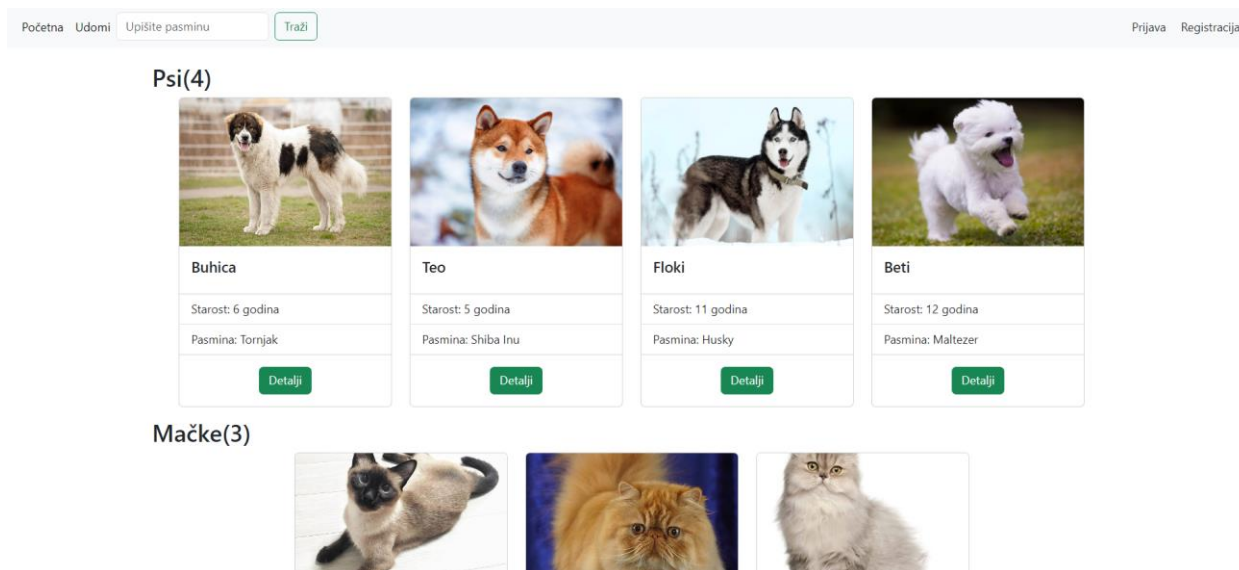 Početna Udomi Upišite pasminu Traži Prijava Registracija
Psi(4)
Buhica
Starost: 6 godina
Pasmina: Tornjak
Detalji
Teo
Starost: 5 godina
Pasmina: Shiba Inu
Detalji
Floki
Starost: 11 godina
Pasmina: Husky
Detalji
Beti
Starost: 12 godina
Pasmina: Maltezer
Detalji
Mačke(3)